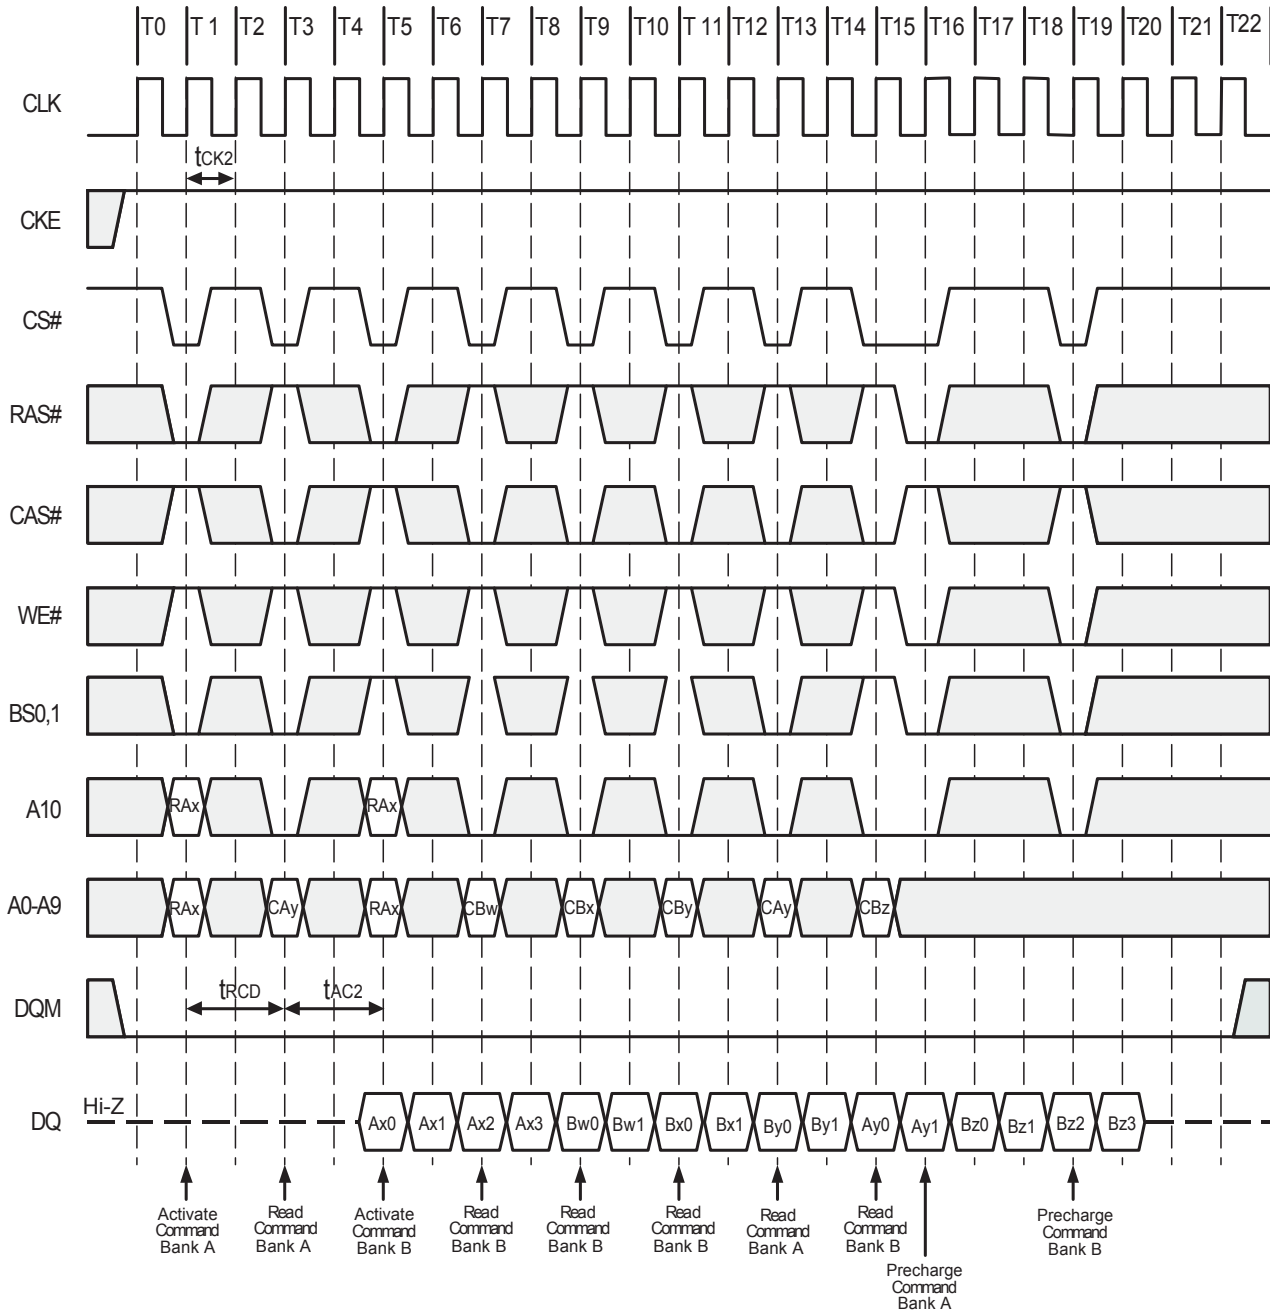 T0 T 1 T2 T3 T4 T5 T6 T7 T8 T9 T10 T 11 T12 T13 T14 T15 T16 T17 T18 T19 T20 T21 T22
CLK
tCK2
CKE
CS#
RAS#
CAS#
WE#
BS0,1
A10 RAx RAx
A0-A9 RAx CAy RAx CBw CBx CBy CAy CBz
DQM tRCD tAC2
Hi-Z
DQ Ax0 Ax1 Ax2 Ax3 Bw0 Bw1 Bx0 Bx1 By0 By1 Ay0 Ay1 Bz0 Bz1 Bz2 Bz3
Activate
Command
Bank A
Read
Command
Bank A
Activate
Command
Bank B
Read
Command
Bank B
Read
Command
Bank B
Read
Command
Bank B
Read
Command
Bank A
Read
Command
Bank B
Precharge
Command
Bank A
Precharge
Command
Bank B